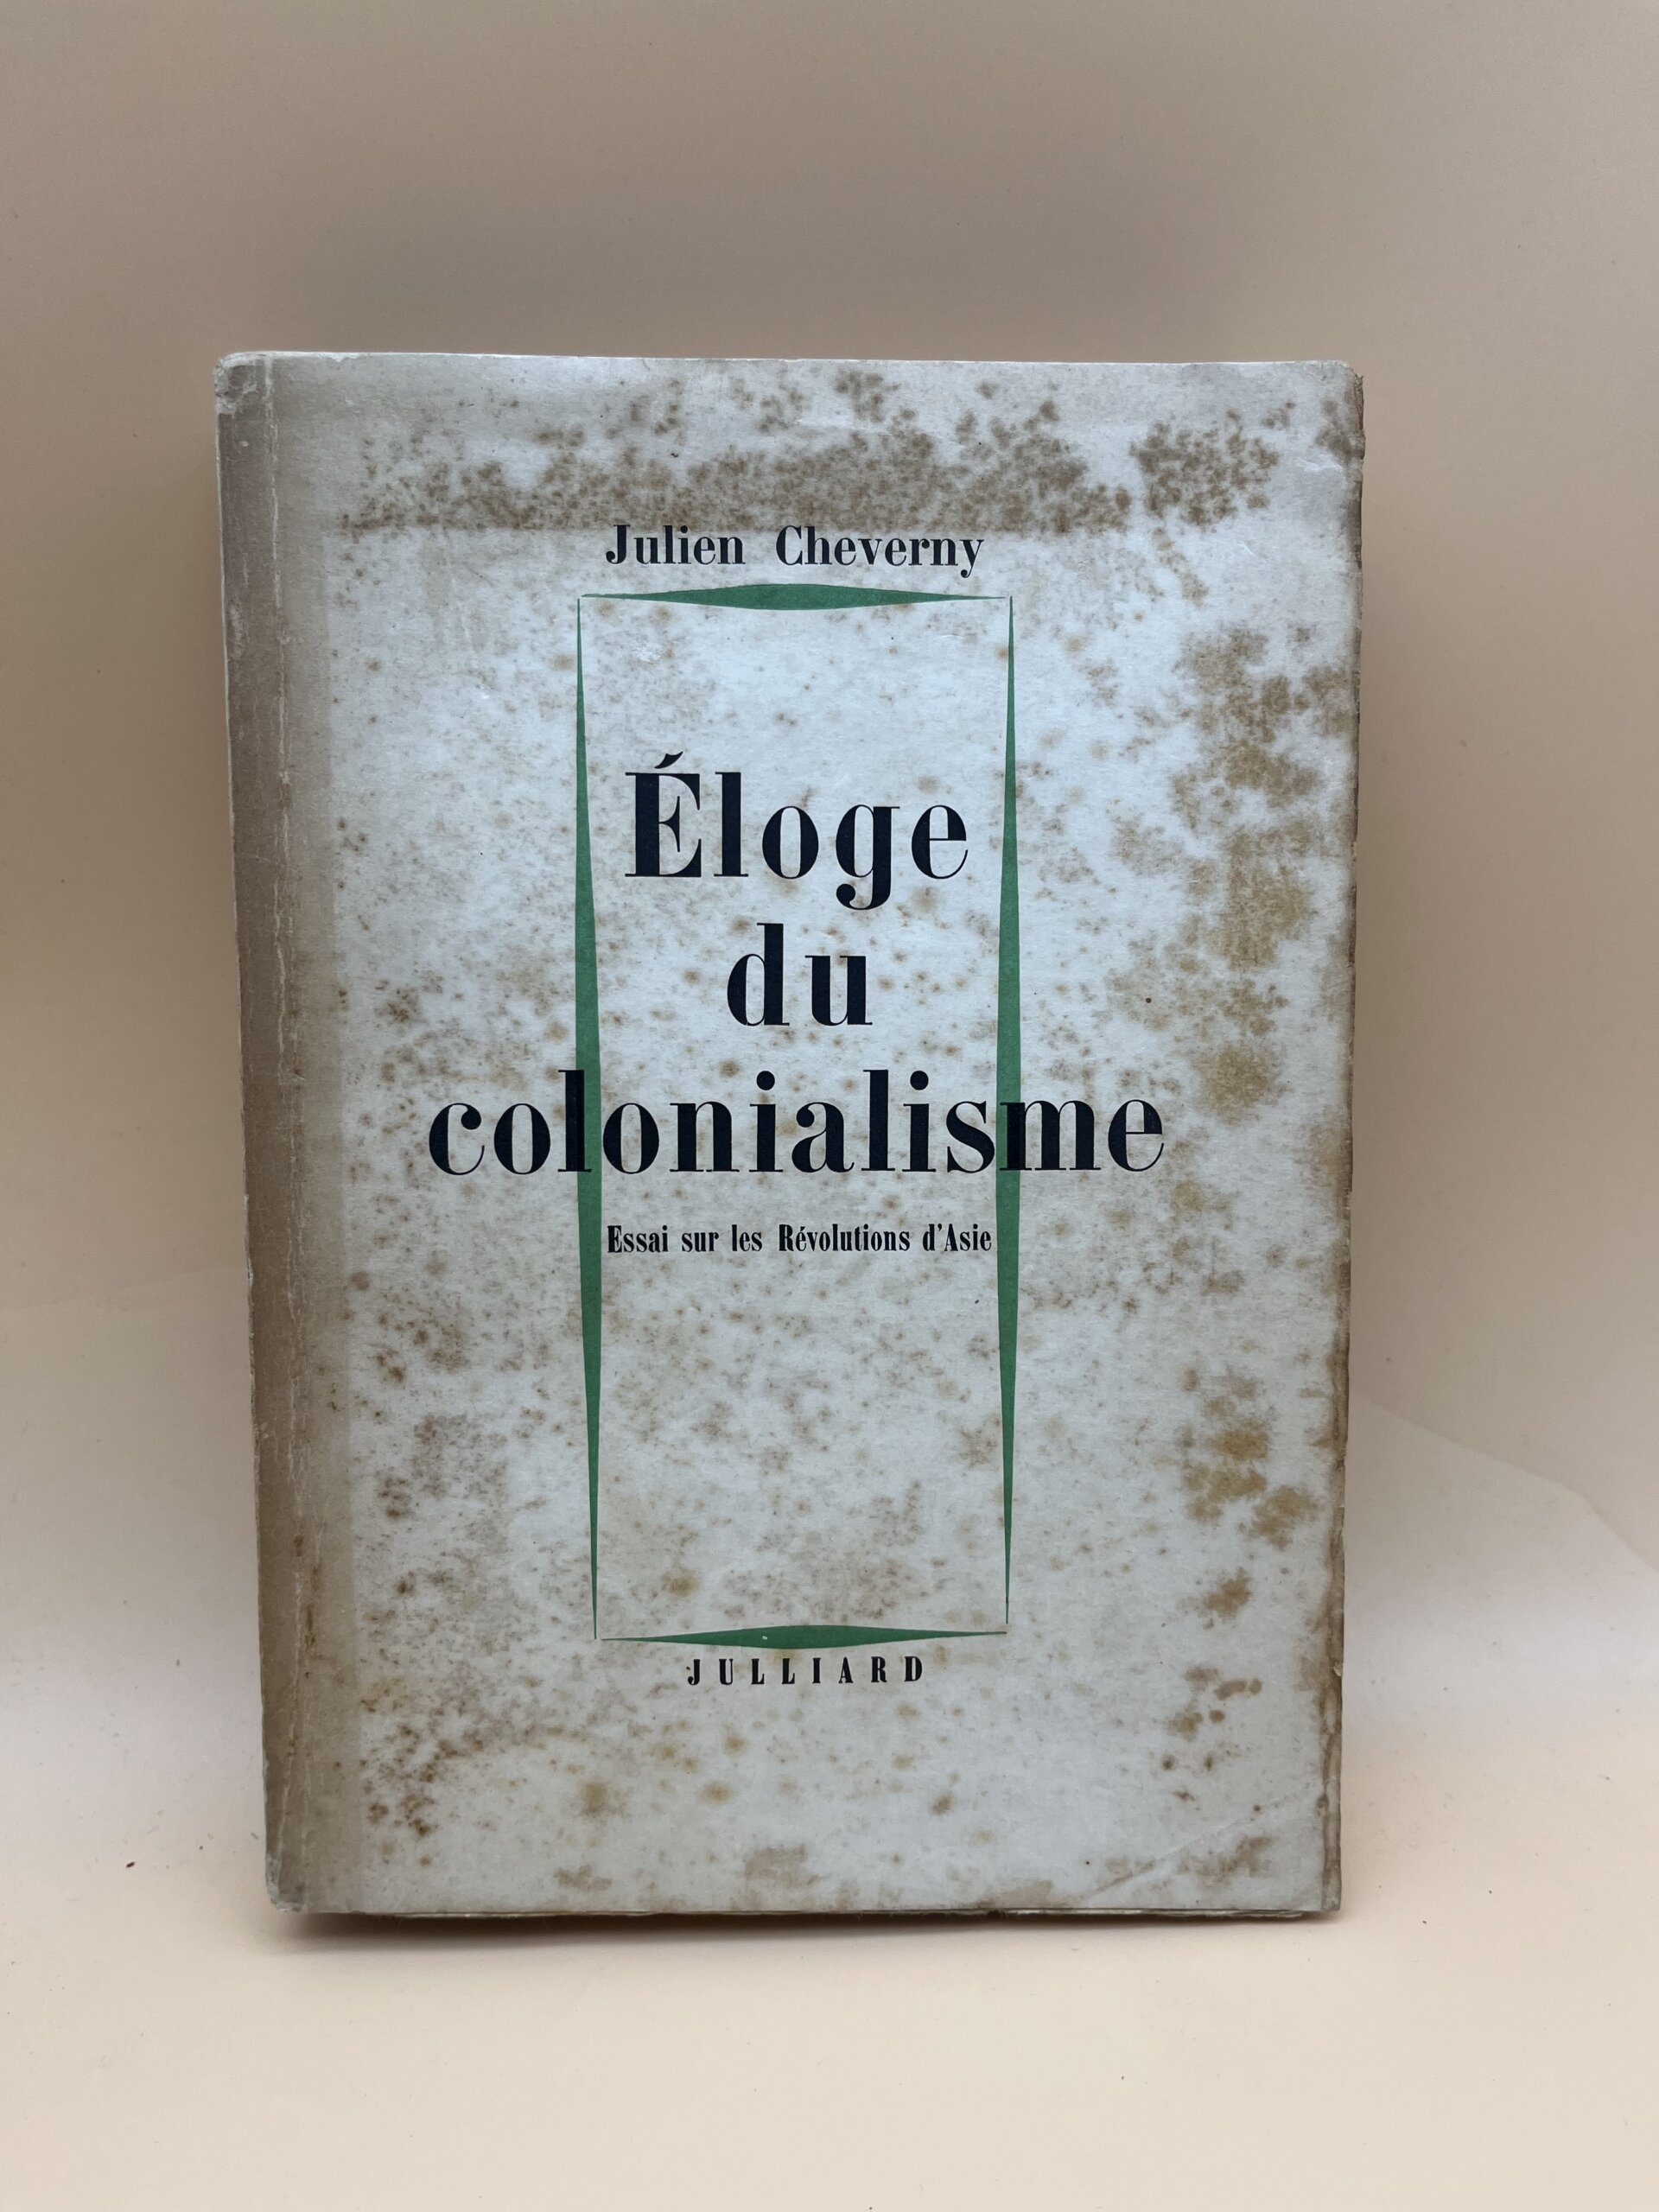 Julien Cheverny
Éloge
du
colonialisme
Essai sur les Révolutions d'Asie
JULLIARD